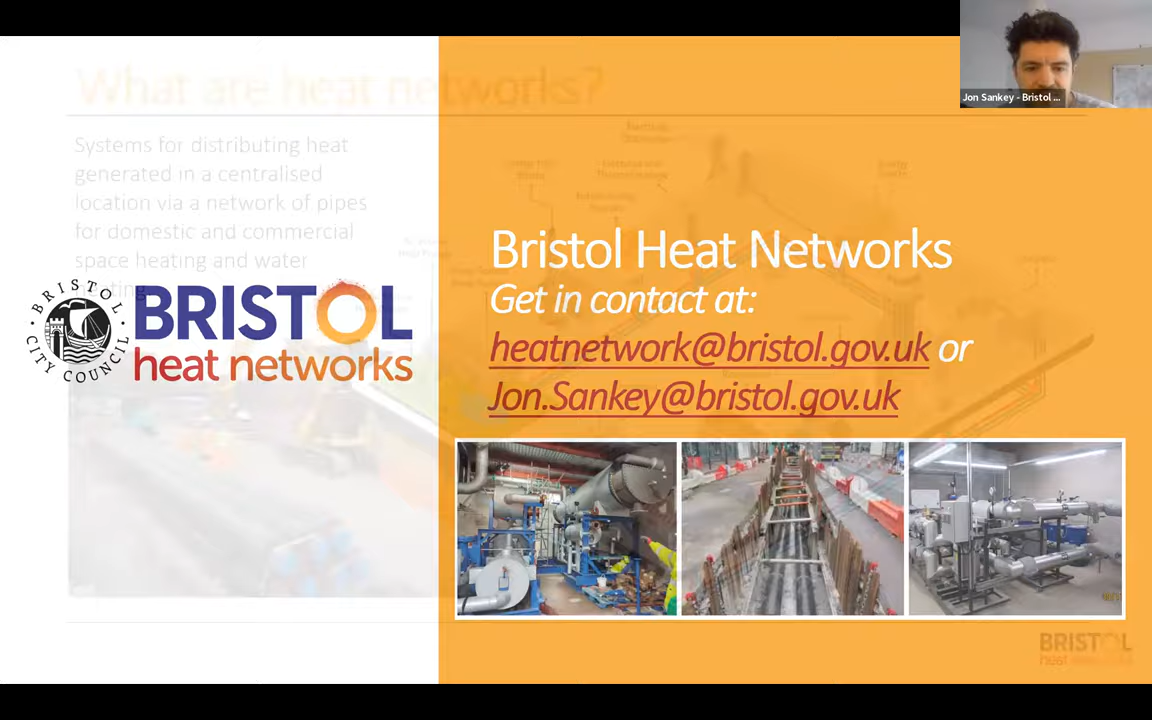 Jon Sankey - Bristol ...
What are heat networks?
Systems for distributing heat
generated in a centralised
location via a network of pipes
for domestic and commercial
space heating and water
heating
BRISTOL
CITY COUNCIL
BRISTOL
heat networks
Bristol Heat Networks
Get in contact at:
heatnetwork@bristol.gov.uk or
Jon.Sankey@bristol.gov.uk
BRISTOL
heat networks